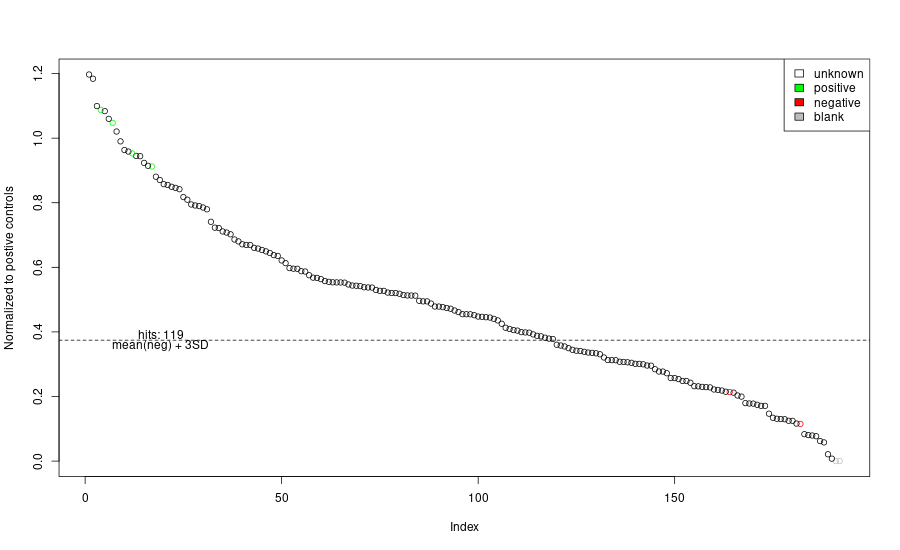 unknown
positive
negative
blank
hits: 119
mean(neg) + 3SD
Normalized to postive controls
0.0
0.2
0.4
0.6
0.8
1.0
1.2
0
50
100
150
Index